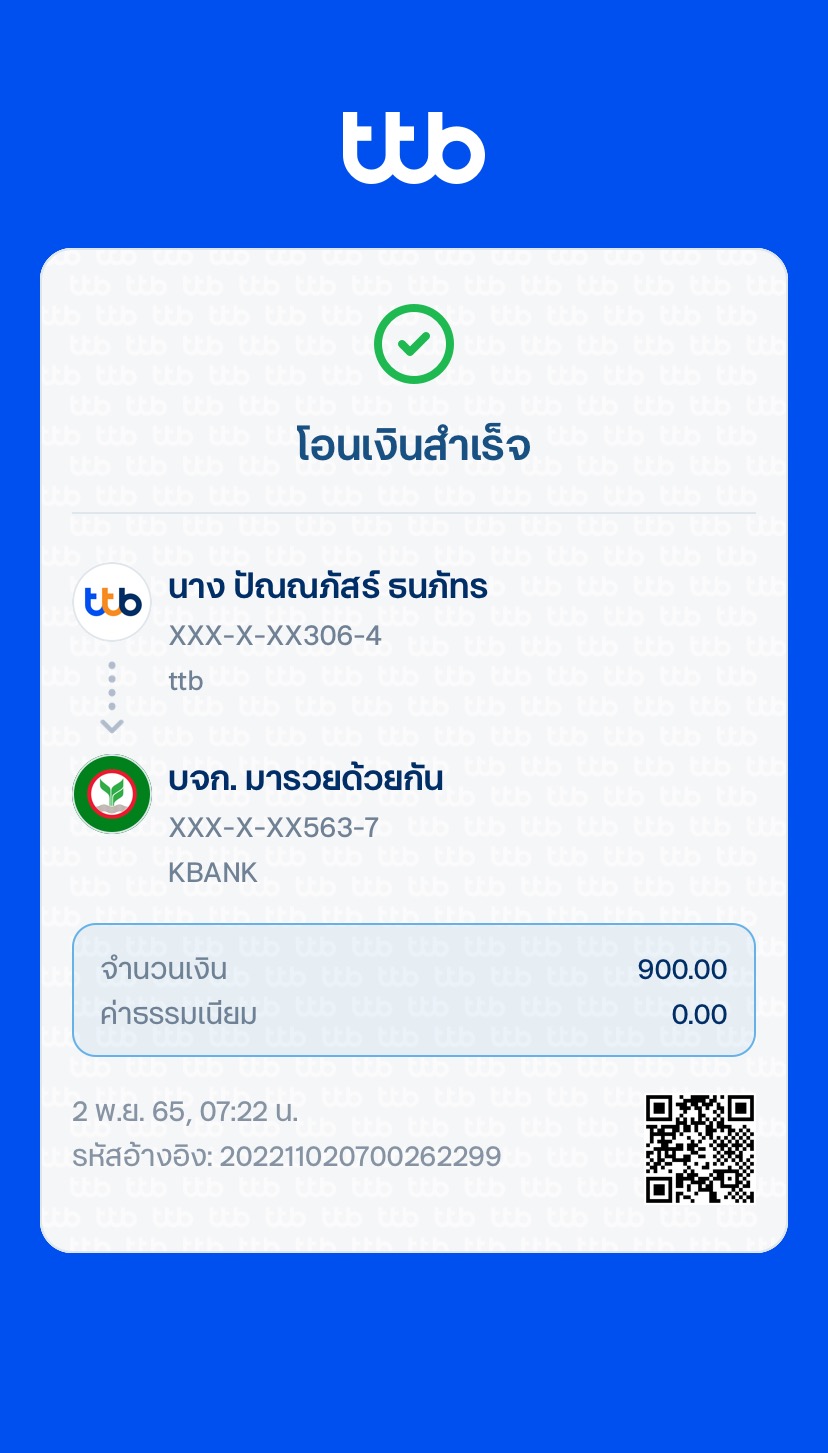 ttb
โอนเงินสำเร็จ
ttb
นาง ปัณณภัสร์ ธนภัทร
XXX-X-XX306-4
ttb
บจก. มารวยด้วยกัน
XXX-X-XX563-7
KBANK
จำนวนเงิน 900.00
ค่าธรรมเนียม 0.00
2 พ.ย. 65, 07:22 น.
รหัสอ้างอิง: 202211020700262299